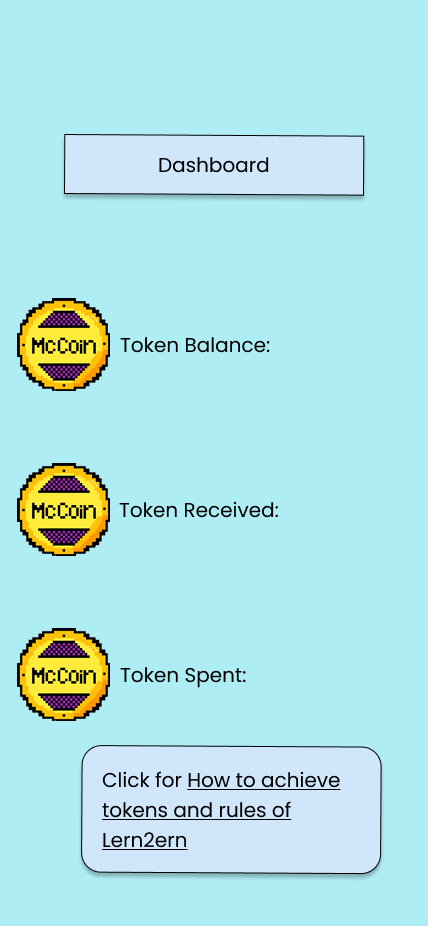 Dashboard
McCoin
Token Balance:
McCoin
Token Received:
McCoin
Token Spent:
Click for How to achieve
tokens and rules of
Lern2ern